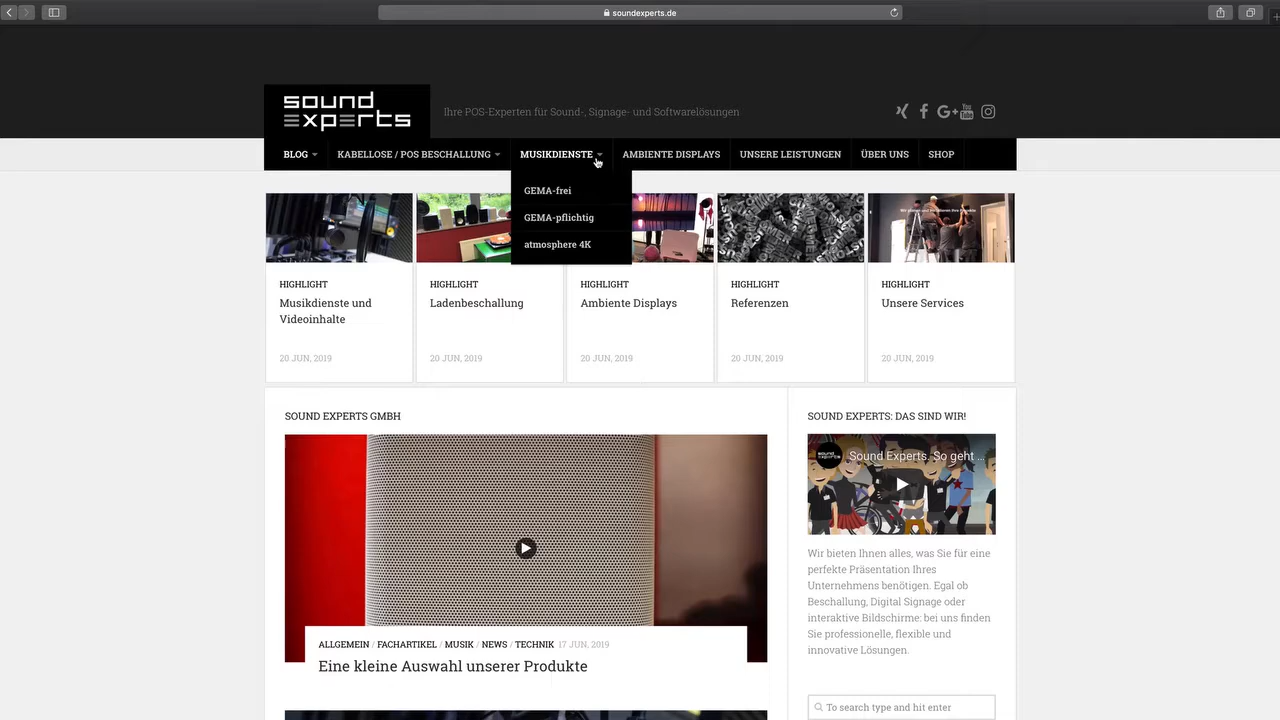 soundexperts.de
sound
experts
Ihre POS-Experten für Sound-, Signage- und Softwarelösungen
G+
You
Tube
BLOG
KABELLOSE / POS BESCHALLUNG
MUSIKDIENSTE
AMBIENTE DISPLAYS
UNSERE LEISTUNGEN
ÜBER UNS
SHOP
GEMA-frei
GEMA-pflichtig
atmosphere 4K
HIGHLIGHT
Musikdienste und
Videoinhalte
20 JUN, 2019
HIGHLIGHT
Ladenbeschallung
20 JUN, 2019
HIGHLIGHT
Ambiente Displays
20 JUN, 2019
HIGHLIGHT
Referenzen
20 JUN, 2019
HIGHLIGHT
Unsere Services
20 JUN, 2019
SOUND EXPERTS GMBH
ALLGEMEIN / FACHARTIKEL / MUSIK / NEWS / TECHNIK 17 JUN, 2019
Eine kleine Auswahl unserer Produkte
SOUND EXPERTS: DAS SIND WIR!
sound
experts
Sound Experts. So geht ...
Wir bieten Ihnen alles, was Sie für eine
perfekte Präsentation Ihres
Unternehmens benötigen. Egal ob
Beschallung, Digital Signage oder
interaktive Bildschirme: bei uns finden
Sie professionelle, flexible und
innovative Lösungen.
To search type and hit enter